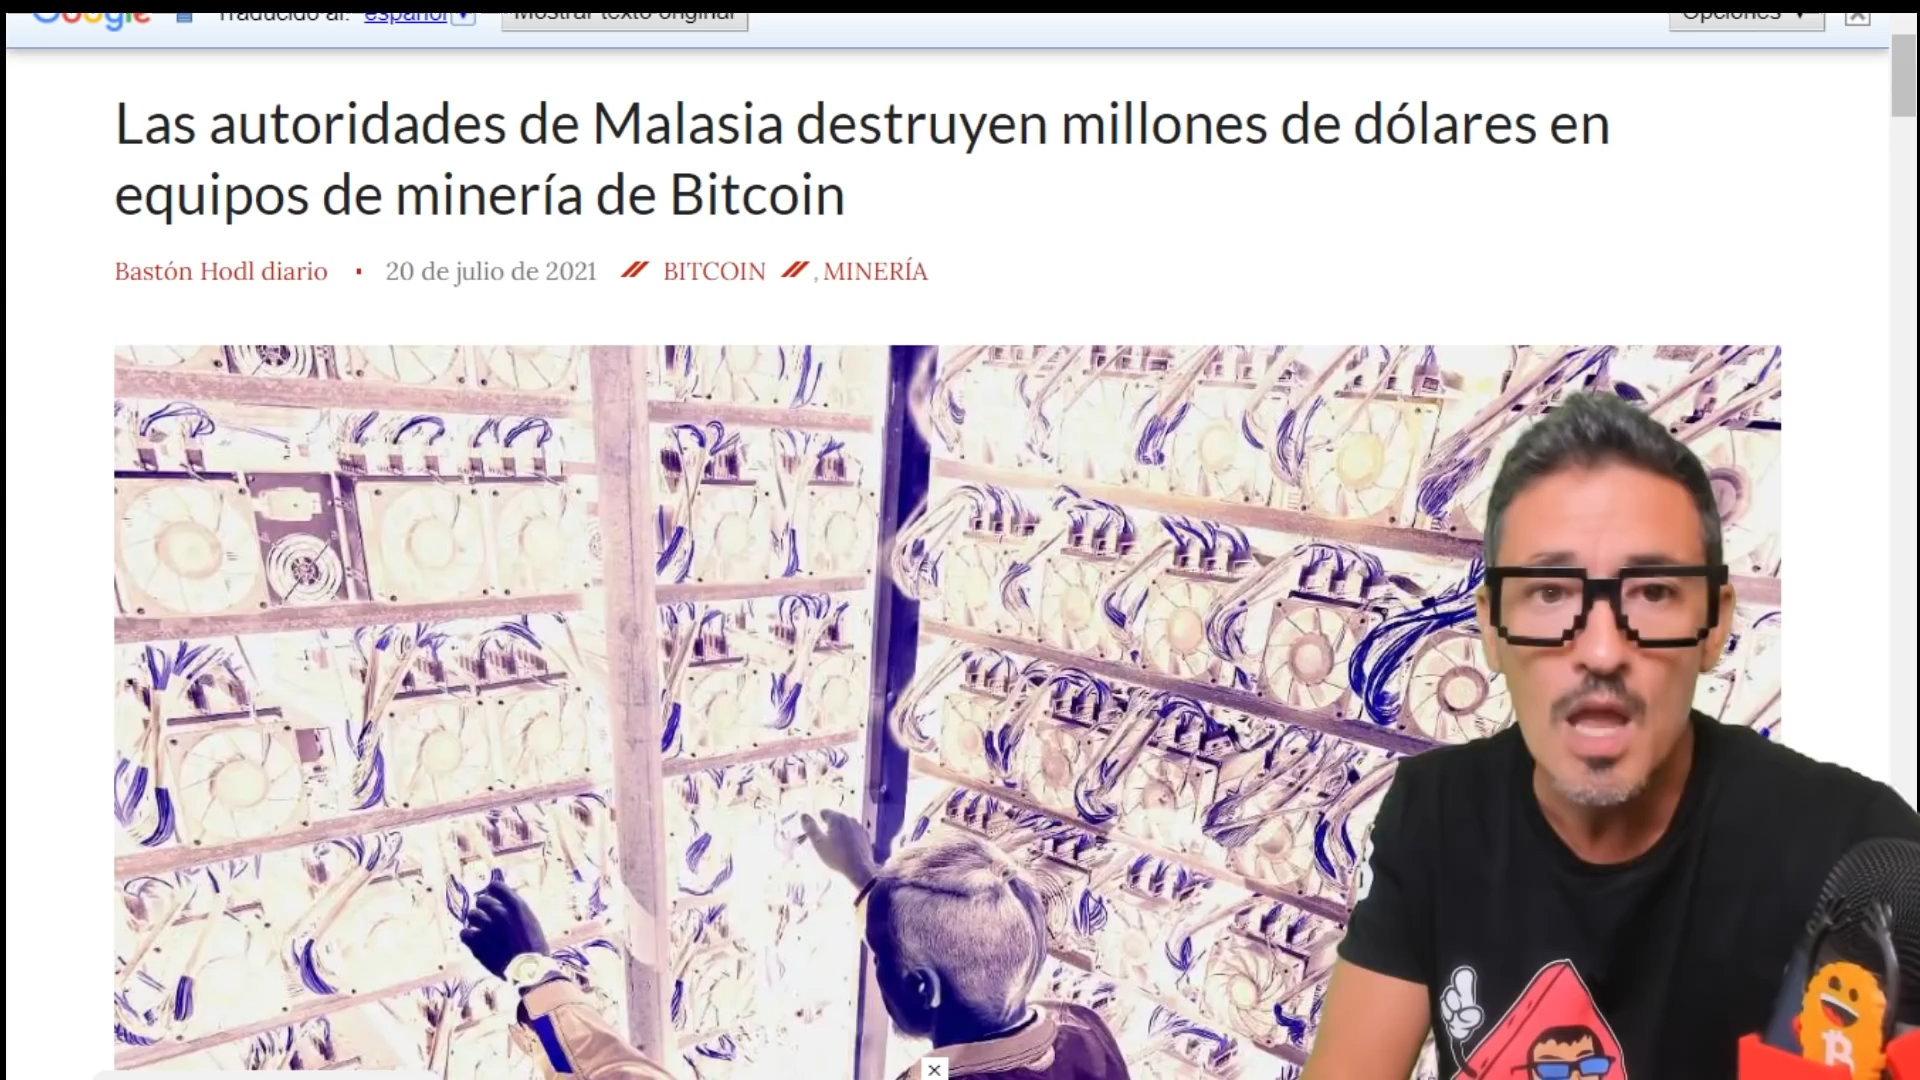 Google Traducido al: español Mostrar texto original Opciones
Las autoridades de Malasia destruyen millones de dólares en
equipos de minería de Bitcoin
Bastón Hodl diario 20 de julio de 2021 BITCOIN , MINERÍA
B